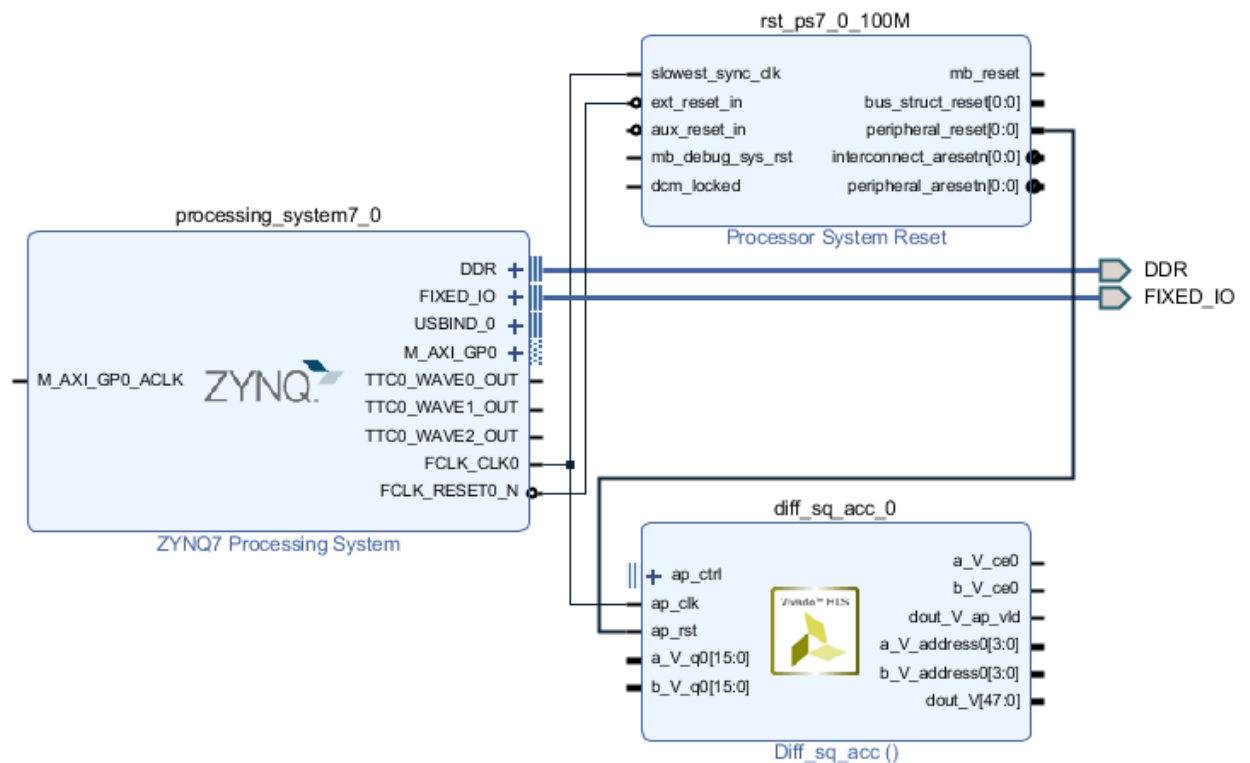 rst_ps7_0_100M
slowest_sync_clk
mb_reset
ext_reset_in
bus_struct_reset[0:0]
aux_reset_in
peripheral_reset[0:0]
mb_debug_sys_rst
interconnect_aresetn[0:0]
dcm_locked
peripheral_aresetn[0:0]
Processor System Reset
processing_system7_0
DDR
FIXED_IO
USBIND_0
M_AXI_GP0
M_AXI_GP0_ACLK
ZYNQ.
TTC0_WAVE0_OUT
TTC0_WAVE1_OUT
TTC0_WAVE2_OUT
FCLK_CLK0
FCLK_RESET0_N
ZYNQ7 Processing System
DDR
FIXED_IO
diff_sq_acc_0
ap_ctrl
ap_clk
ap_rst
a_V_q0[15:0]
b_V_q0[15:0]
Vivado™ HLS
a_V_ce0
b_V_ce0
dout_V_ap_vld
a_V_address0[3:0]
b_V_address0[3:0]
dout_V[47:0]
Diff_sq_acc ()